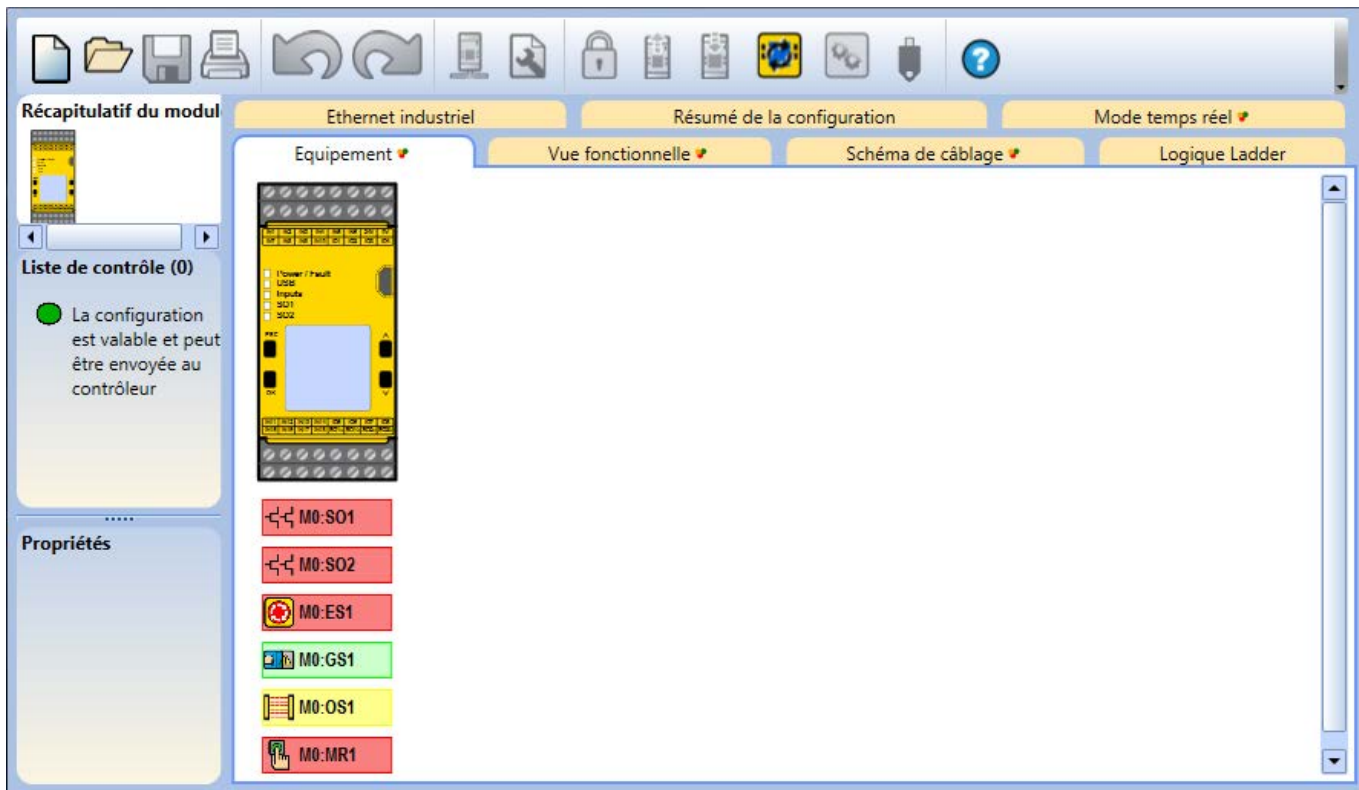 Récapitulatif du modul
Ethernet industriel
Résumé de la configuration
Mode temps réel
Equipement
Vue fonctionnelle
Schéma de câblage
Logique Ladder
Power / Fault
USB
Inputs
SO1
SO2
OK
Liste de contrôle (0)
La configuration
est valable et peut
être envoyée au
contrôleur
Propriétés
M0:SO1
M0:SO2
M0:ES1
M0:GS1
M0:OS1
M0:MR1